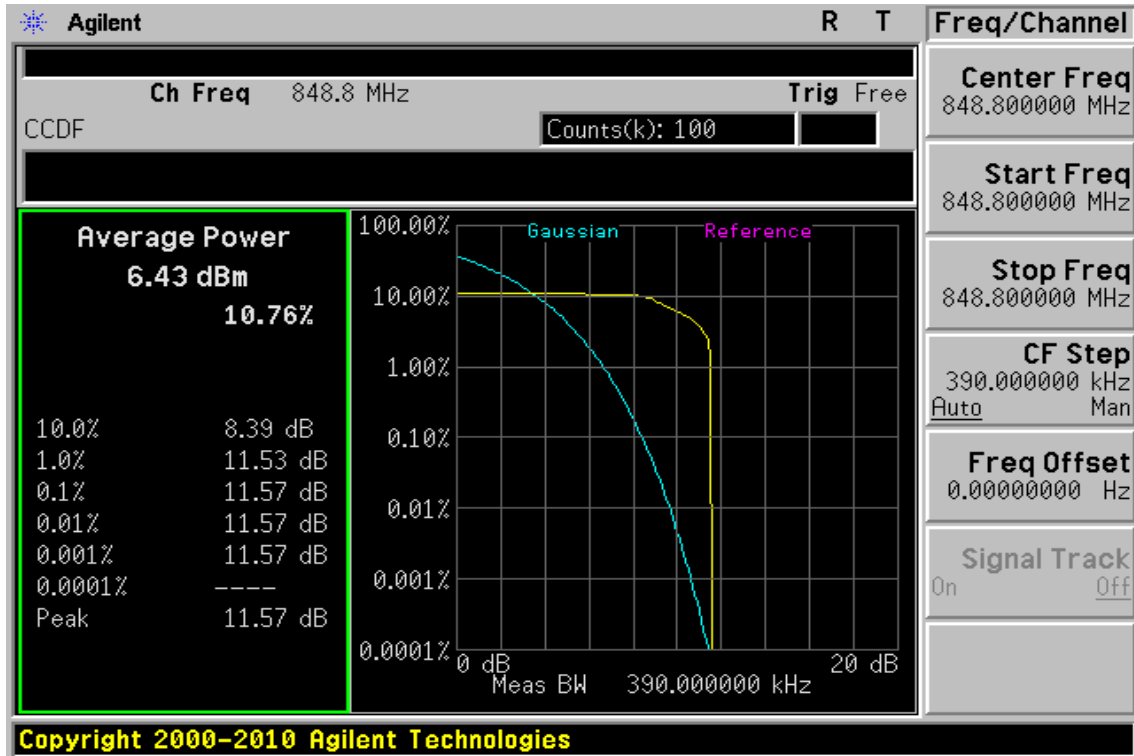 Agilent R T
Ch Freq 848.8 MHz Trig Free
CCDF Counts(k): 100
Average Power
6.43 dBm
10.76%
10.0% 8.39 dB
1.0% 11.53 dB
0.1% 11.57 dB
0.01% 11.57 dB
0.001% 11.57 dB
0.0001% ----
Peak 11.57 dB
Gaussian Reference
100.00%
10.00%
1.00%
0.10%
0.01%
0.001%
0.0001%
0 dB 20 dB
Meas BW 390.000000 kHz
Freq/Channel
Center Freq
848.800000 MHz
Start Freq
848.800000 MHz
Stop Freq
848.800000 MHz
CF Step
390.000000 kHz
Auto Man
Freq Offset
0.00000000 Hz
Signal Track
On Off
Copyright 2000-2010 Agilent Technologies